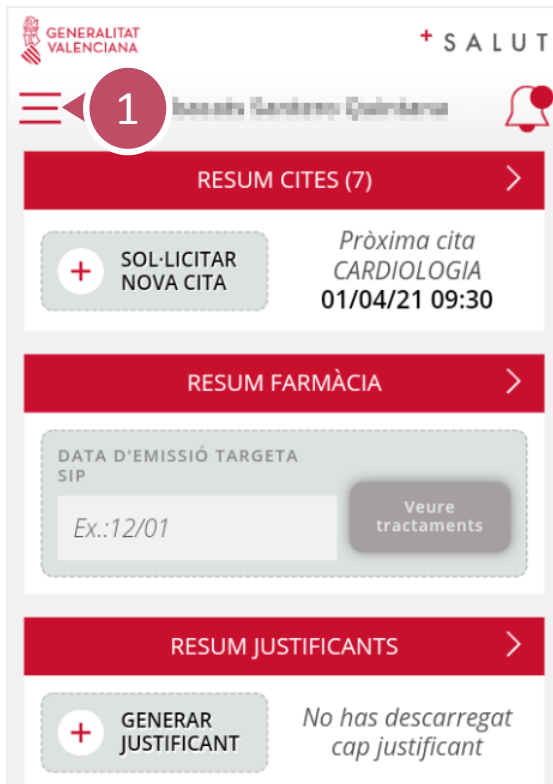 GENERALITAT
VALENCIANA
+ SALUT
1
RESUM CITES (7)
SOL·LICITAR
NOVA CITA
Pròxima cita
CARDIOLOGIA
01/04/21 09:30
RESUM FARMÀCIA
DATA D'EMISSIÓ TARGETA
SIP
Ex.:12/01
Veure
tractaments
RESUM JUSTIFICANTS
GENERAR
JUSTIFICANT
No has descarregat
cap justificant